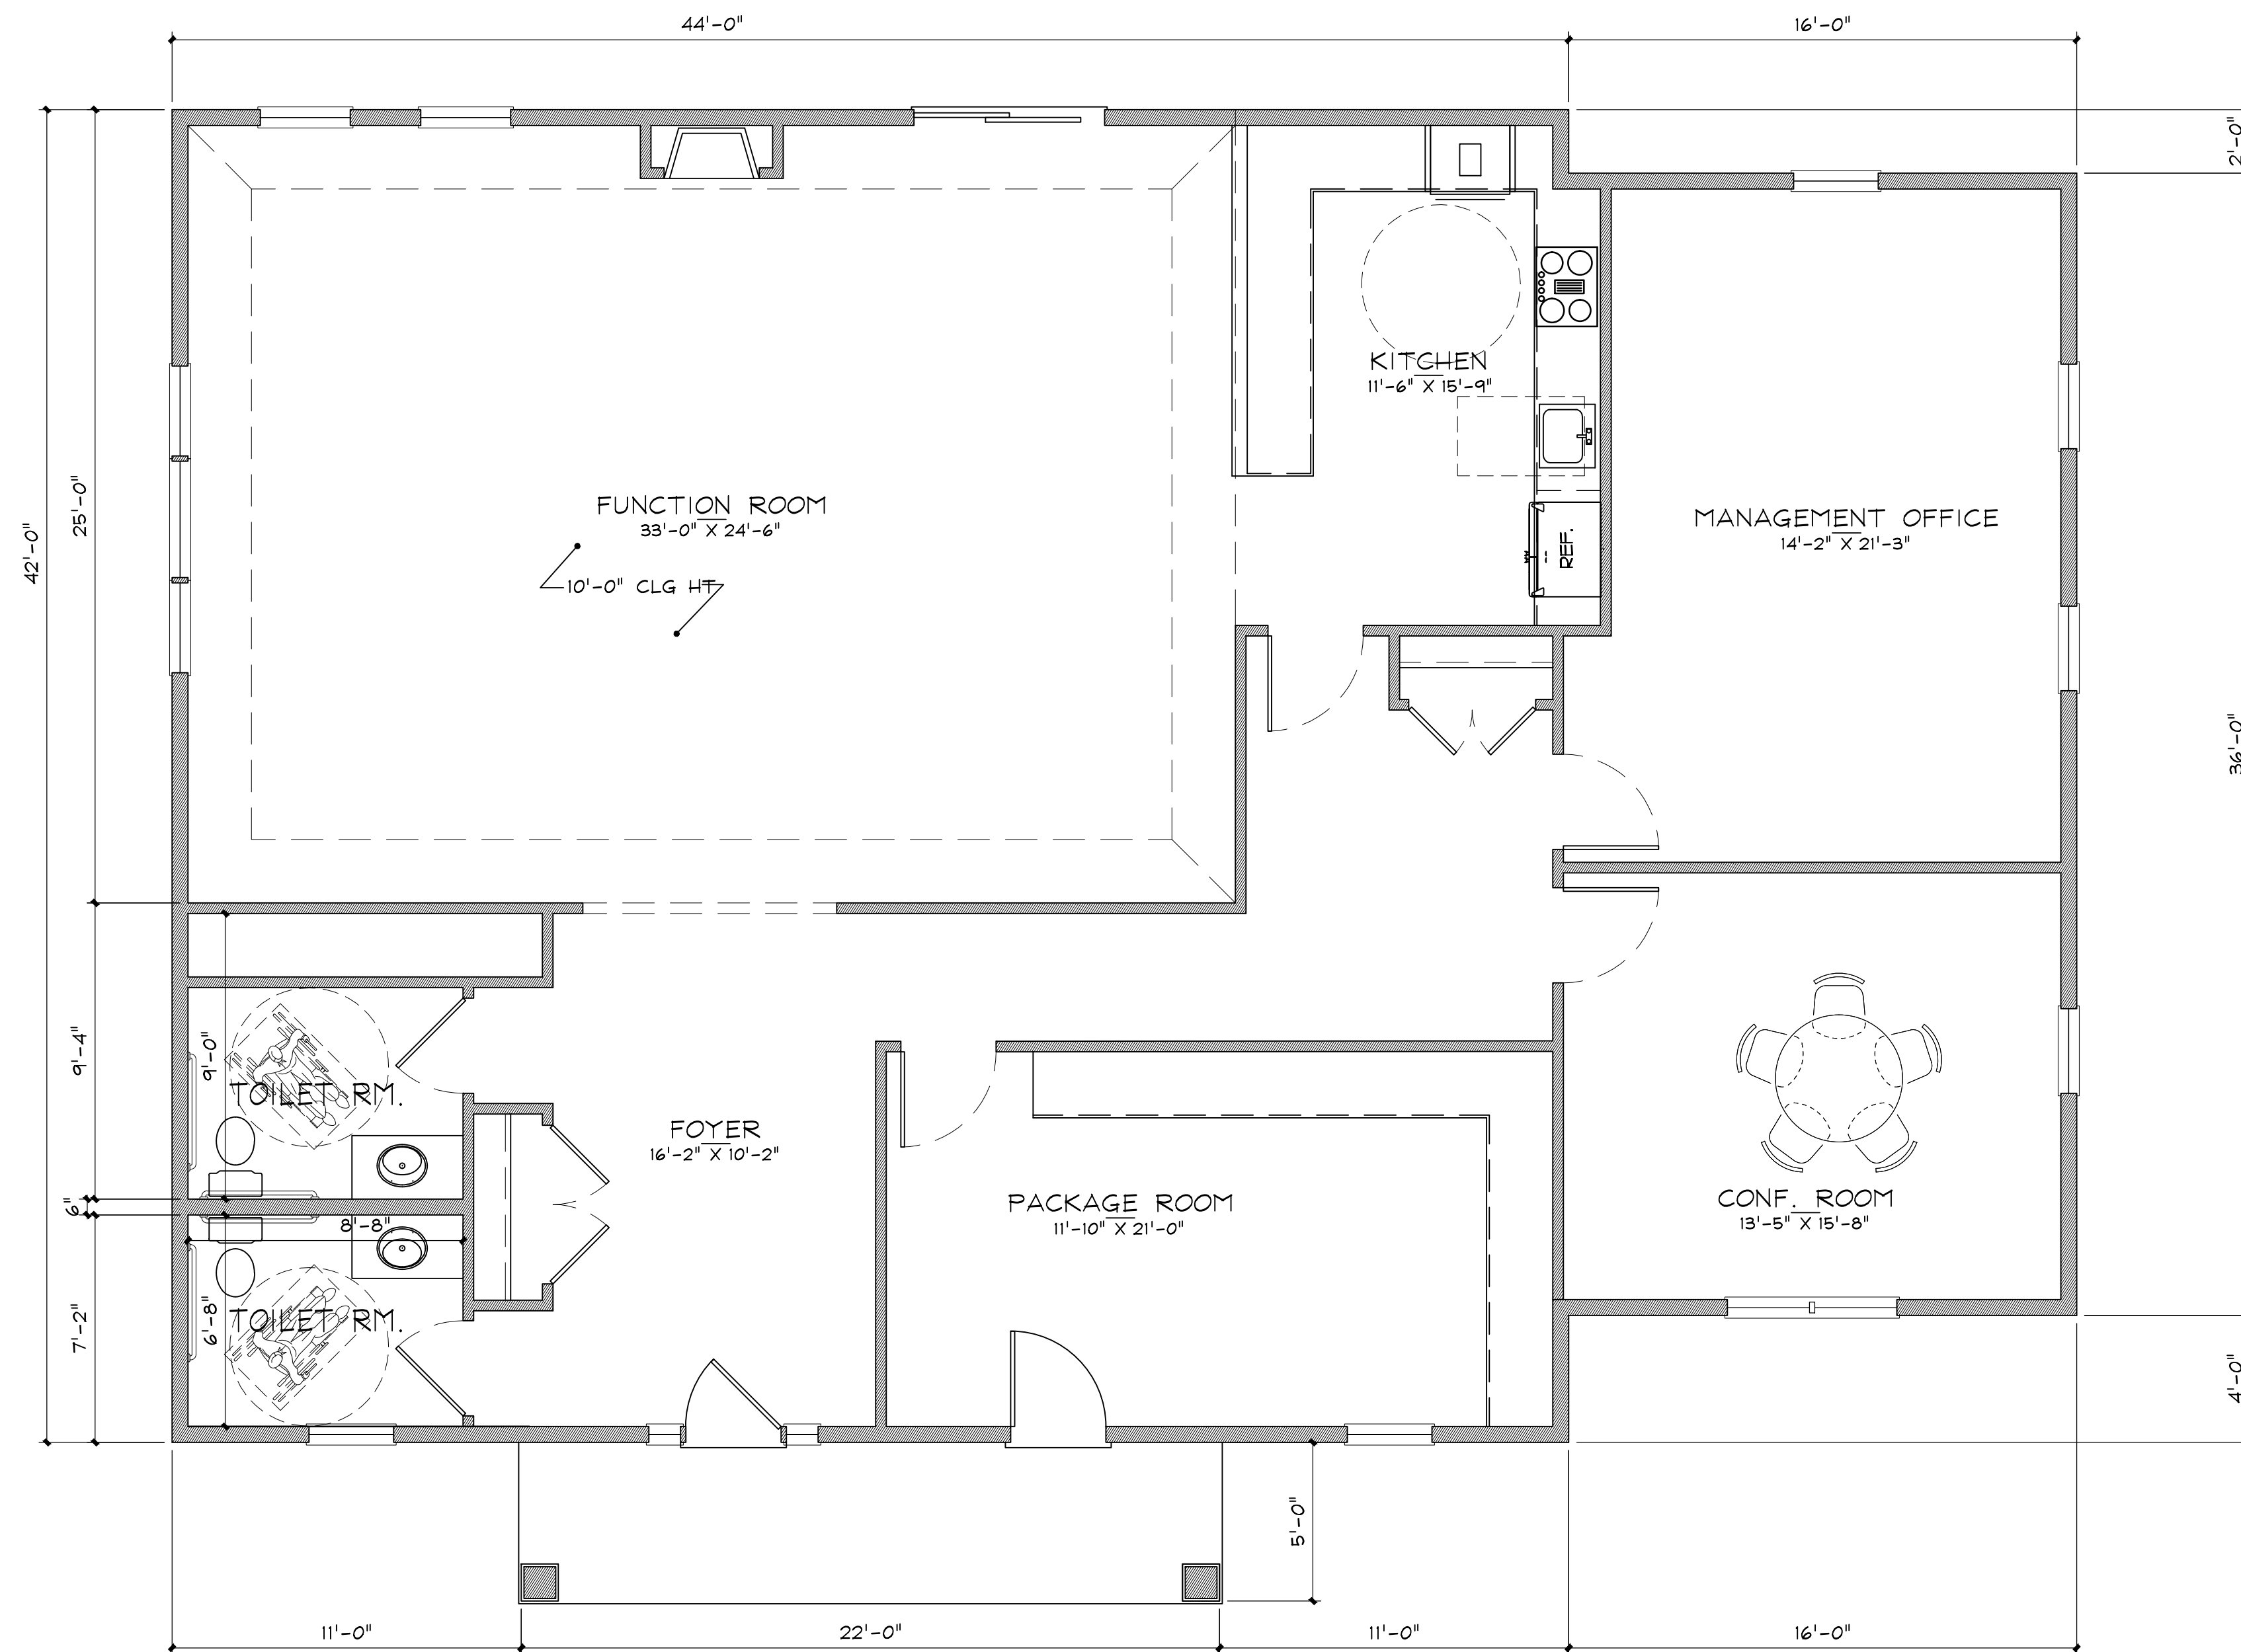 44'-0"
16'-0"
2'-0"
KITCHEN
11'-6" X 15'-9"
FUNCTION ROOM
33'-0" X 24'-6"
10'-0" CLG HT
REF.
MANAGEMENT OFFICE
14'-2" X 21'-3"
42'-0"
25'-0"
36'-0"
9'-4"
9'-0"
TOILET RM.
FOYER
16'-2" X 10'-2"
PACKAGE ROOM
11'-10" X 21'-0"
CONF. ROOM
13'-5" X 15'-8"
6"
8'-8"
7'-2"
6'-8"
TOILET RM.
4'-0"
5'-0"
11'-0"
22'-0"
11'-0"
16'-0"